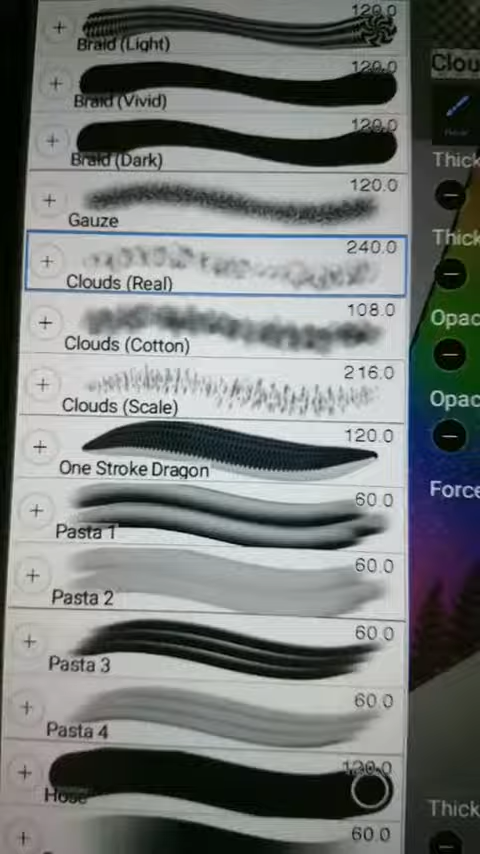 120.0
Braid (Light)
120.0
Braid (Vivid)
120.0
Braid (Dark)
120.0
Gauze
240.0
Clouds (Real)
108.0
Clouds (Cotton)
216.0
Clouds (Scale)
120.0
One Stroke Dragon
60.0
Pasta 1
60.0
Pasta 2
60.0
Pasta 3
60.0
Pasta 4
120.0
Hose
60.0
Clou
Thick
Thick
Opac
Opac
Force
Thick